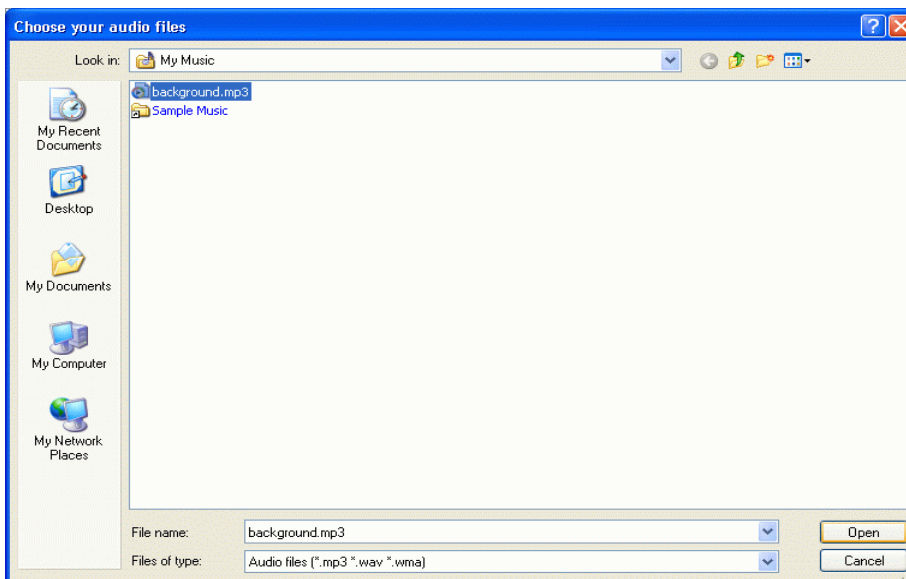 Choose your audio files
Look in: My Music
background.mp3
Sample Music
My Recent
Documents
Desktop
My Documents
My Computer
My Network
Places
File name: background.mp3 Open
Files of type: Audio files (*.mp3 *.wav *.wma) Cancel